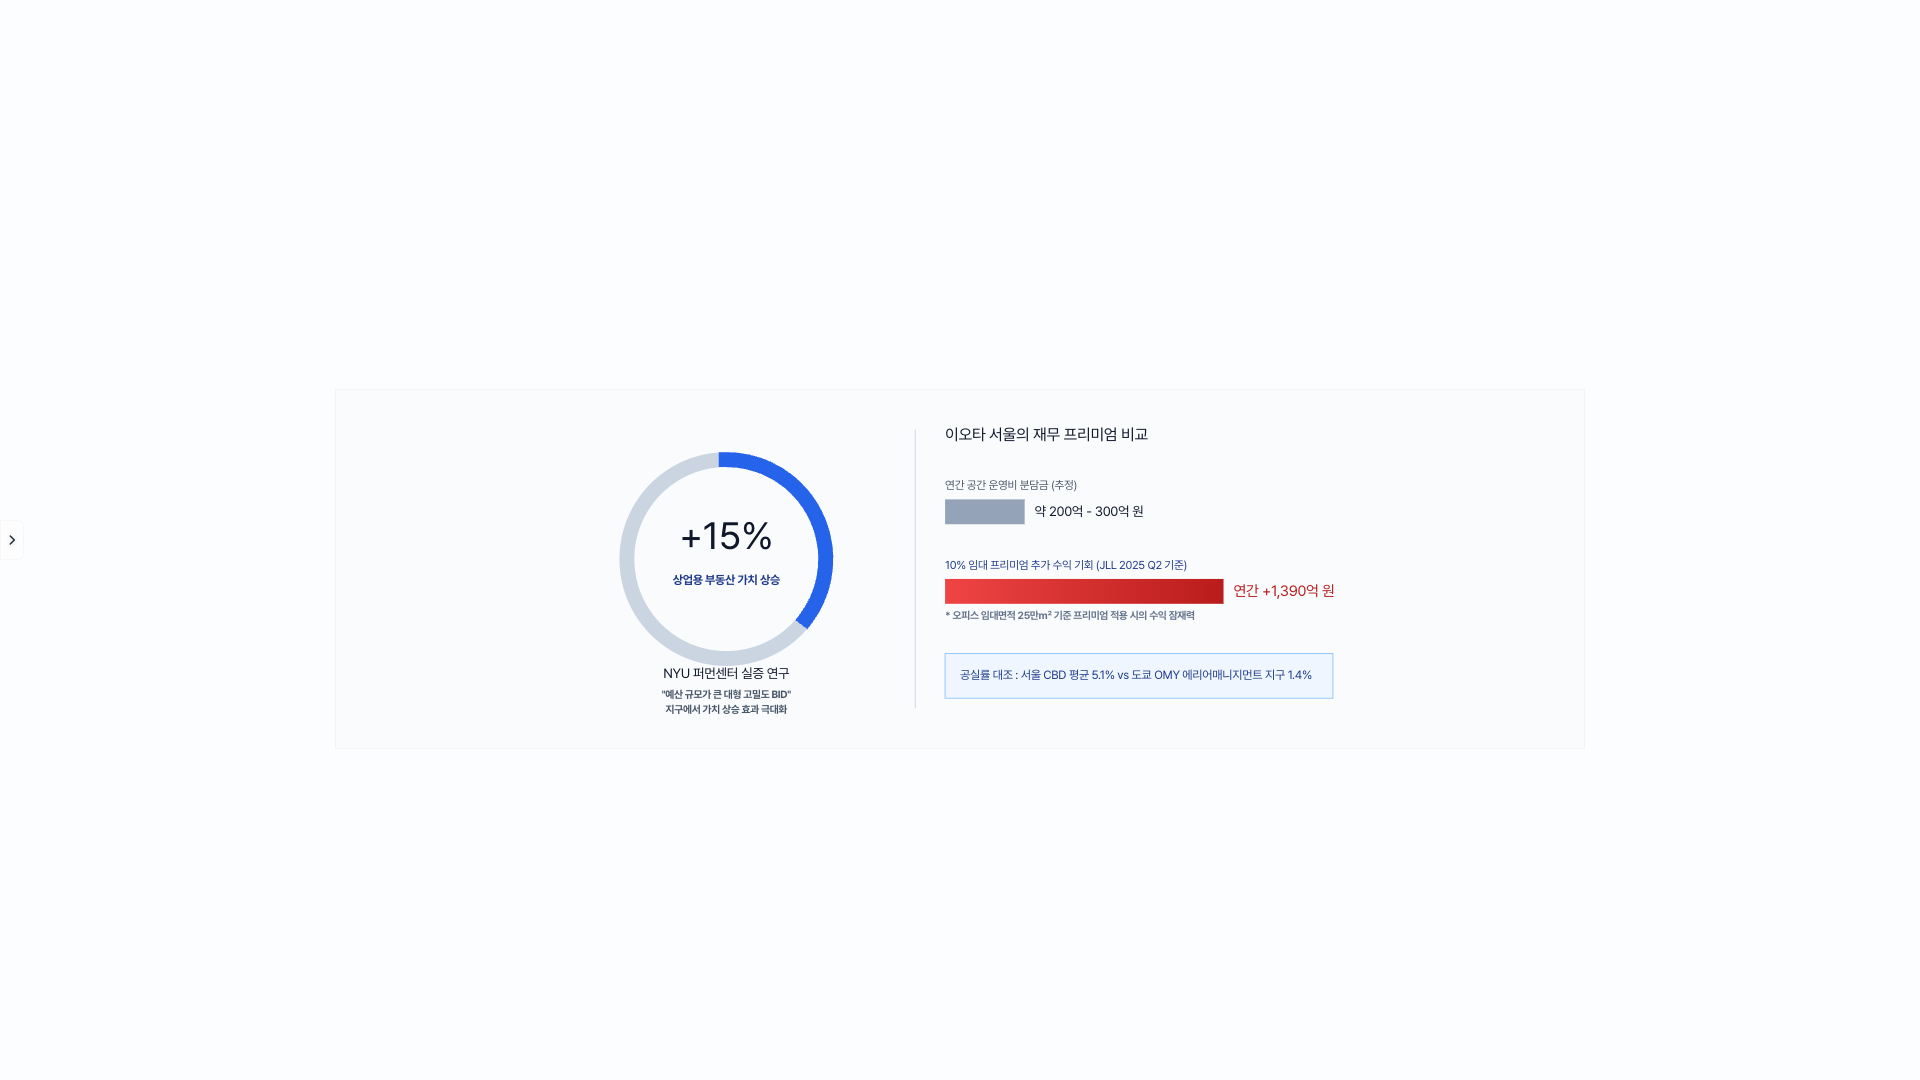 +15%
상업용 부동산 가치 상승
NYU 퍼먼센터 실증 연구
"예산 규모가 큰 대형 고밀도 BID"
지구에서 가치 상승 효과 극대화
이오타 서울의 재무 프리미엄 비교
연간 공간 운영비 분담금 (추정)
약 200억 - 300억 원
10% 임대 프리미엄 추가 수익 기회 (JLL 2025 Q2 기준)
연간 +1,390억 원
* 오피스 임대면적 25만m² 기준 프리미엄 적용 시의 수익 잠재력
공실률 대조 : 서울 CBD 평균 5.1% vs 도쿄 OMY 에리어매니지먼트 지구 1.4%